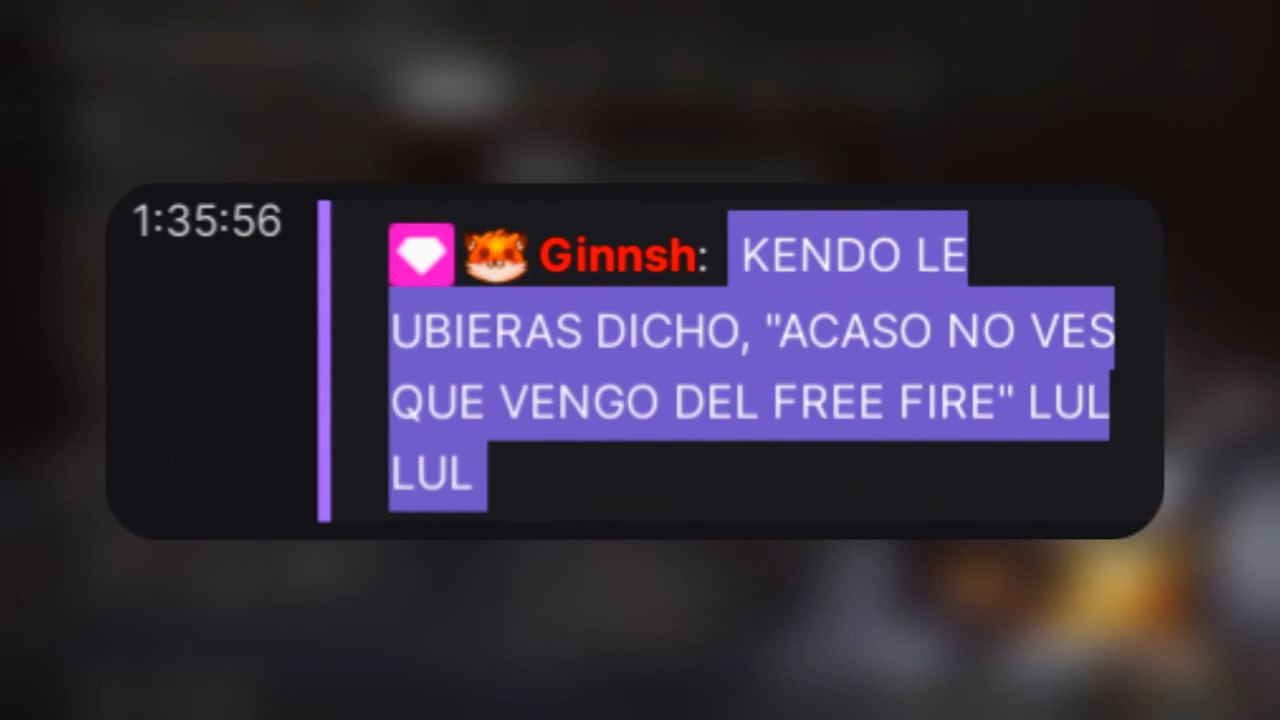 1:35:56
Ginnsh: KENDO LE
UBIERAS DICHO, "ACASO NO VES
QUE VENGO DEL FREE FIRE" LUL
LUL